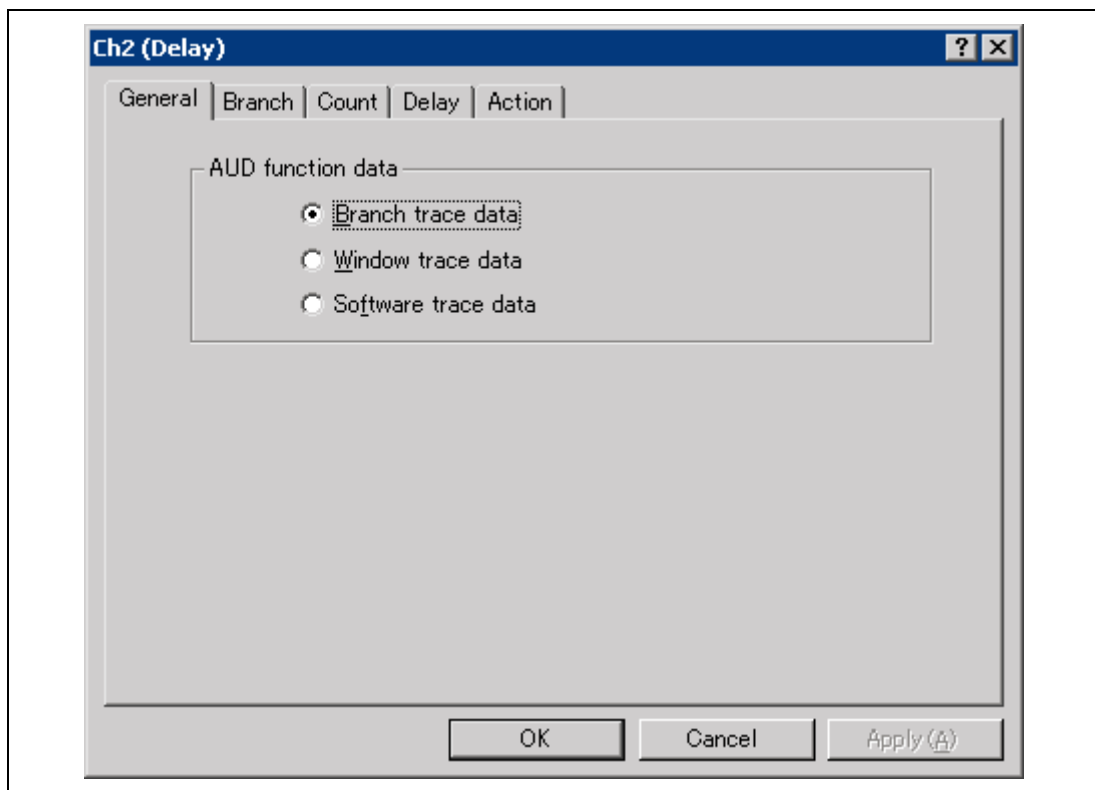 Ch2 (Delay)
General Branch Count Delay Action
AUD function data
Branch trace data
Window trace data
Software trace data
OK Cancel Apply(A)